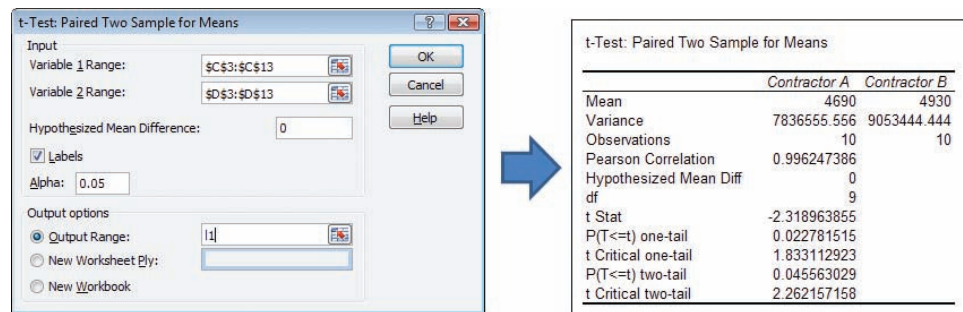 t-Test: Paired Two Sample for Means
Input
Variable 1 Range: $C$3:$C$13
Variable 2 Range: $D$3:$D$13
Hypothesized Mean Difference: 0
Labels
Alpha: 0.05
Output options
Output Range: I1
New Worksheet Ply:
New Workbook
OK
Cancel
Help
t-Test: Paired Two Sample for Means
Contractor A Contractor B
Mean 4690 4930
Variance 7836555.556 9053444.444
Observations 10 10
Pearson Correlation 0.996247386
Hypothesized Mean Diff 0
df 9
t Stat -2.318963855
P(T<=t) one-tail 0.022781515
t Critical one-tail 1.833112923
P(T<=t) two-tail 0.045563029
t Critical two-tail 2.262157158